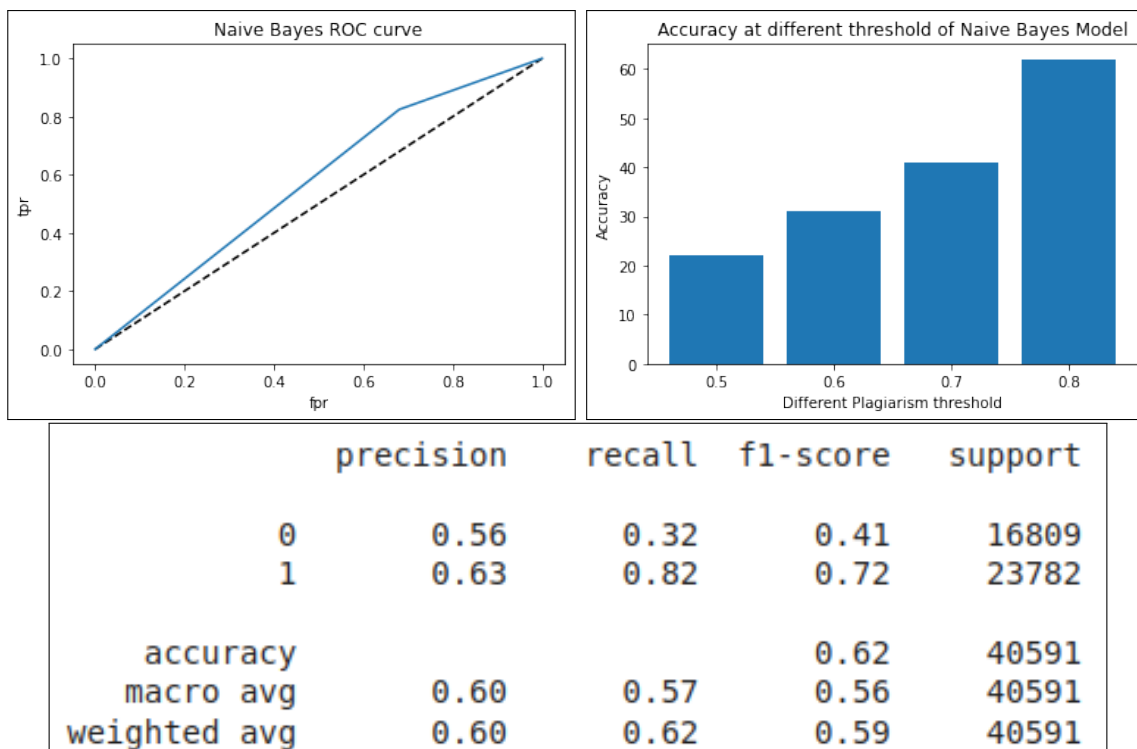 Naive Bayes ROC curve
1.0
0.8
0.6
0.4
0.2
0.0
tpr
0.0 0.2 0.4 0.6 0.8 1.0
fpr
Accuracy at different threshold of Naive Bayes Model
60
50
40
30
20
10
0
Accuracy
0.5 0.6 0.7 0.8
Different Plagiarism threshold
precision recall f1-score support
0 0.56 0.32 0.41 16809
1 0.63 0.82 0.72 23782
accuracy 0.62 40591
macro avg 0.60 0.57 0.56 40591
weighted avg 0.60 0.62 0.59 40591